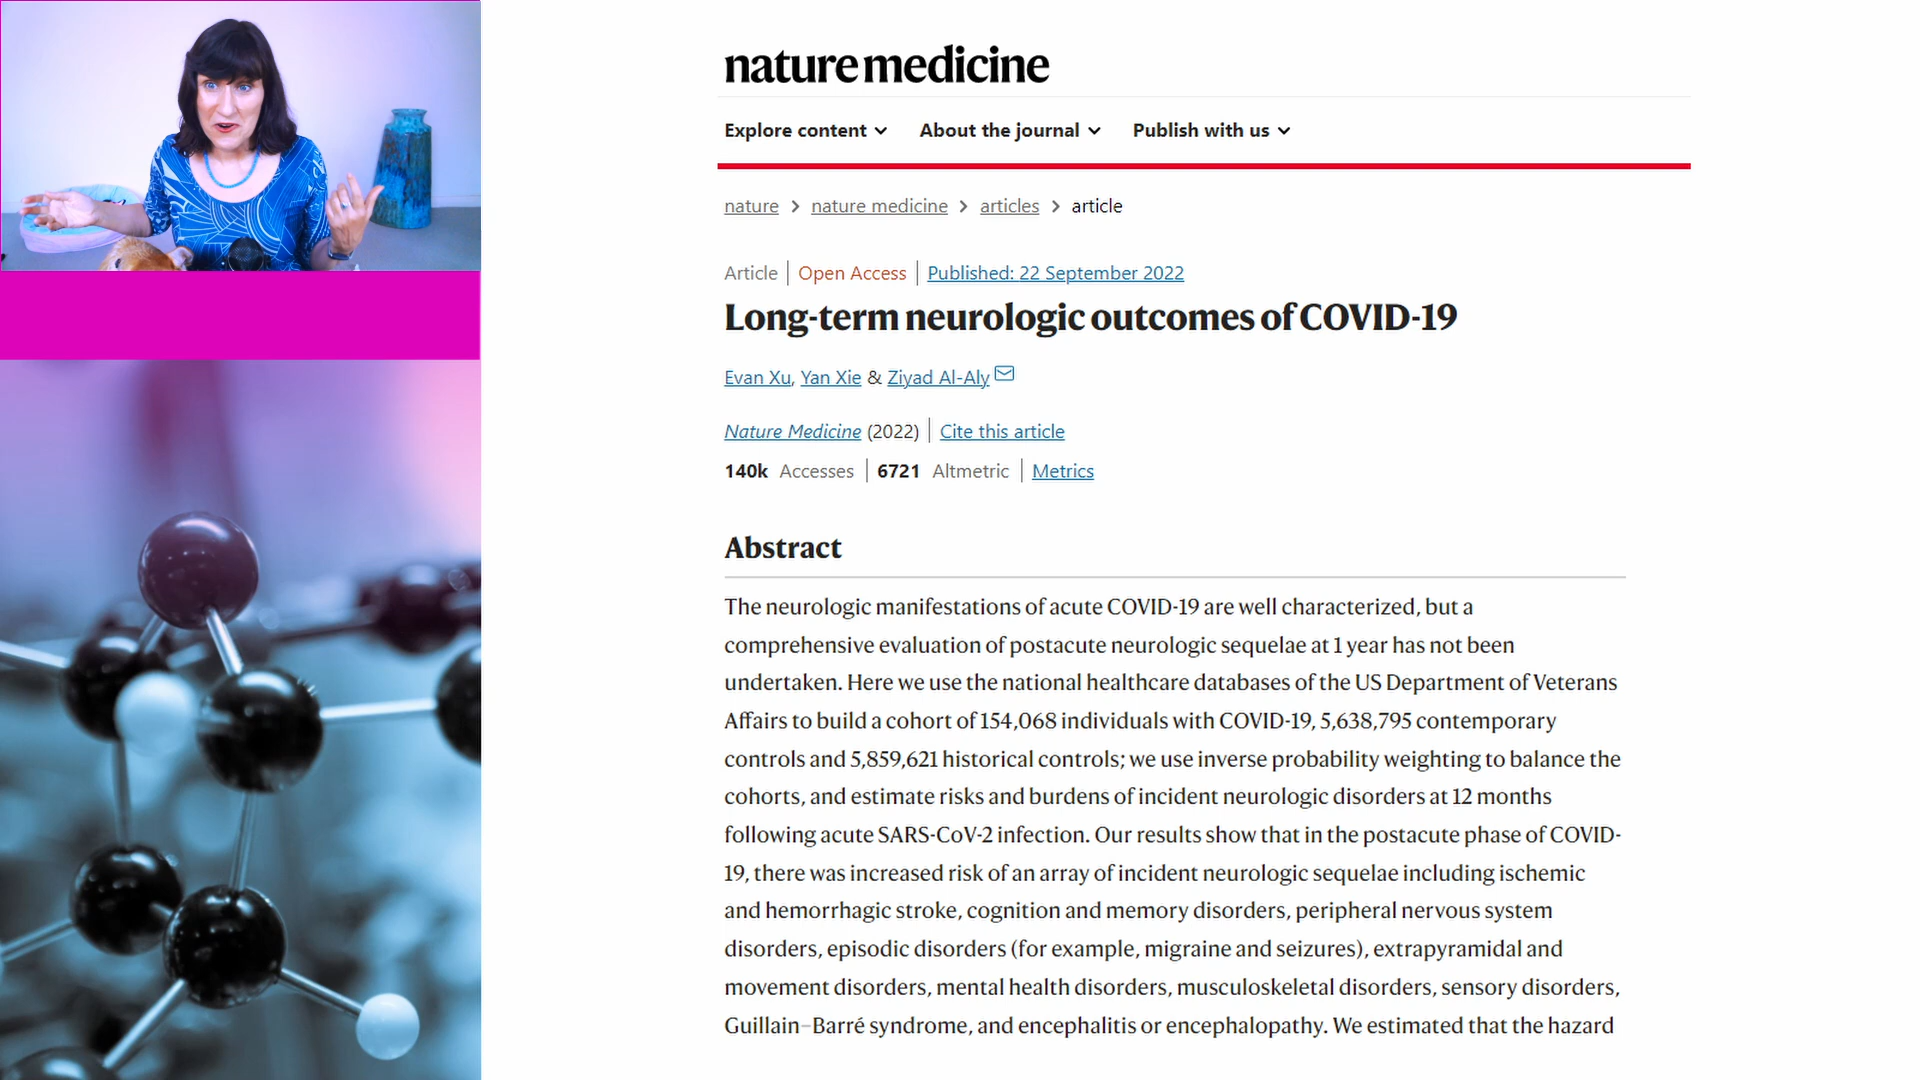 nature medicine
Explore content About the journal Publish with us
nature > nature medicine > articles > article
Article | Open Access | Published: 22 September 2022
Long-term neurologic outcomes of COVID-19
Evan Xu, Yan Xie & Ziyad Al-Aly
Nature Medicine (2022) | Cite this article
140k Accesses | 6721 Altmetric | Metrics
Abstract
The neurologic manifestations of acute COVID-19 are well characterized, but a
comprehensive evaluation of postacute neurologic sequelae at 1 year has not been
undertaken. Here we use the national healthcare databases of the US Department of Veterans
Affairs to build a cohort of 154,068 individuals with COVID-19, 5,638,795 contemporary
controls and 5,859,621 historical controls; we use inverse probability weighting to balance the
cohorts, and estimate risks and burdens of incident neurologic disorders at 12 months
following acute SARS-CoV-2 infection. Our results show that in the postacute phase of COVID-
19, there was increased risk of an array of incident neurologic sequelae including ischemic
and hemorrhagic stroke, cognition and memory disorders, peripheral nervous system
disorders, episodic disorders (for example, migraine and seizures), extrapyramidal and
movement disorders, mental health disorders, musculoskeletal disorders, sensory disorders,
Guillain–Barré syndrome, and encephalitis or encephalopathy. We estimated that the hazard